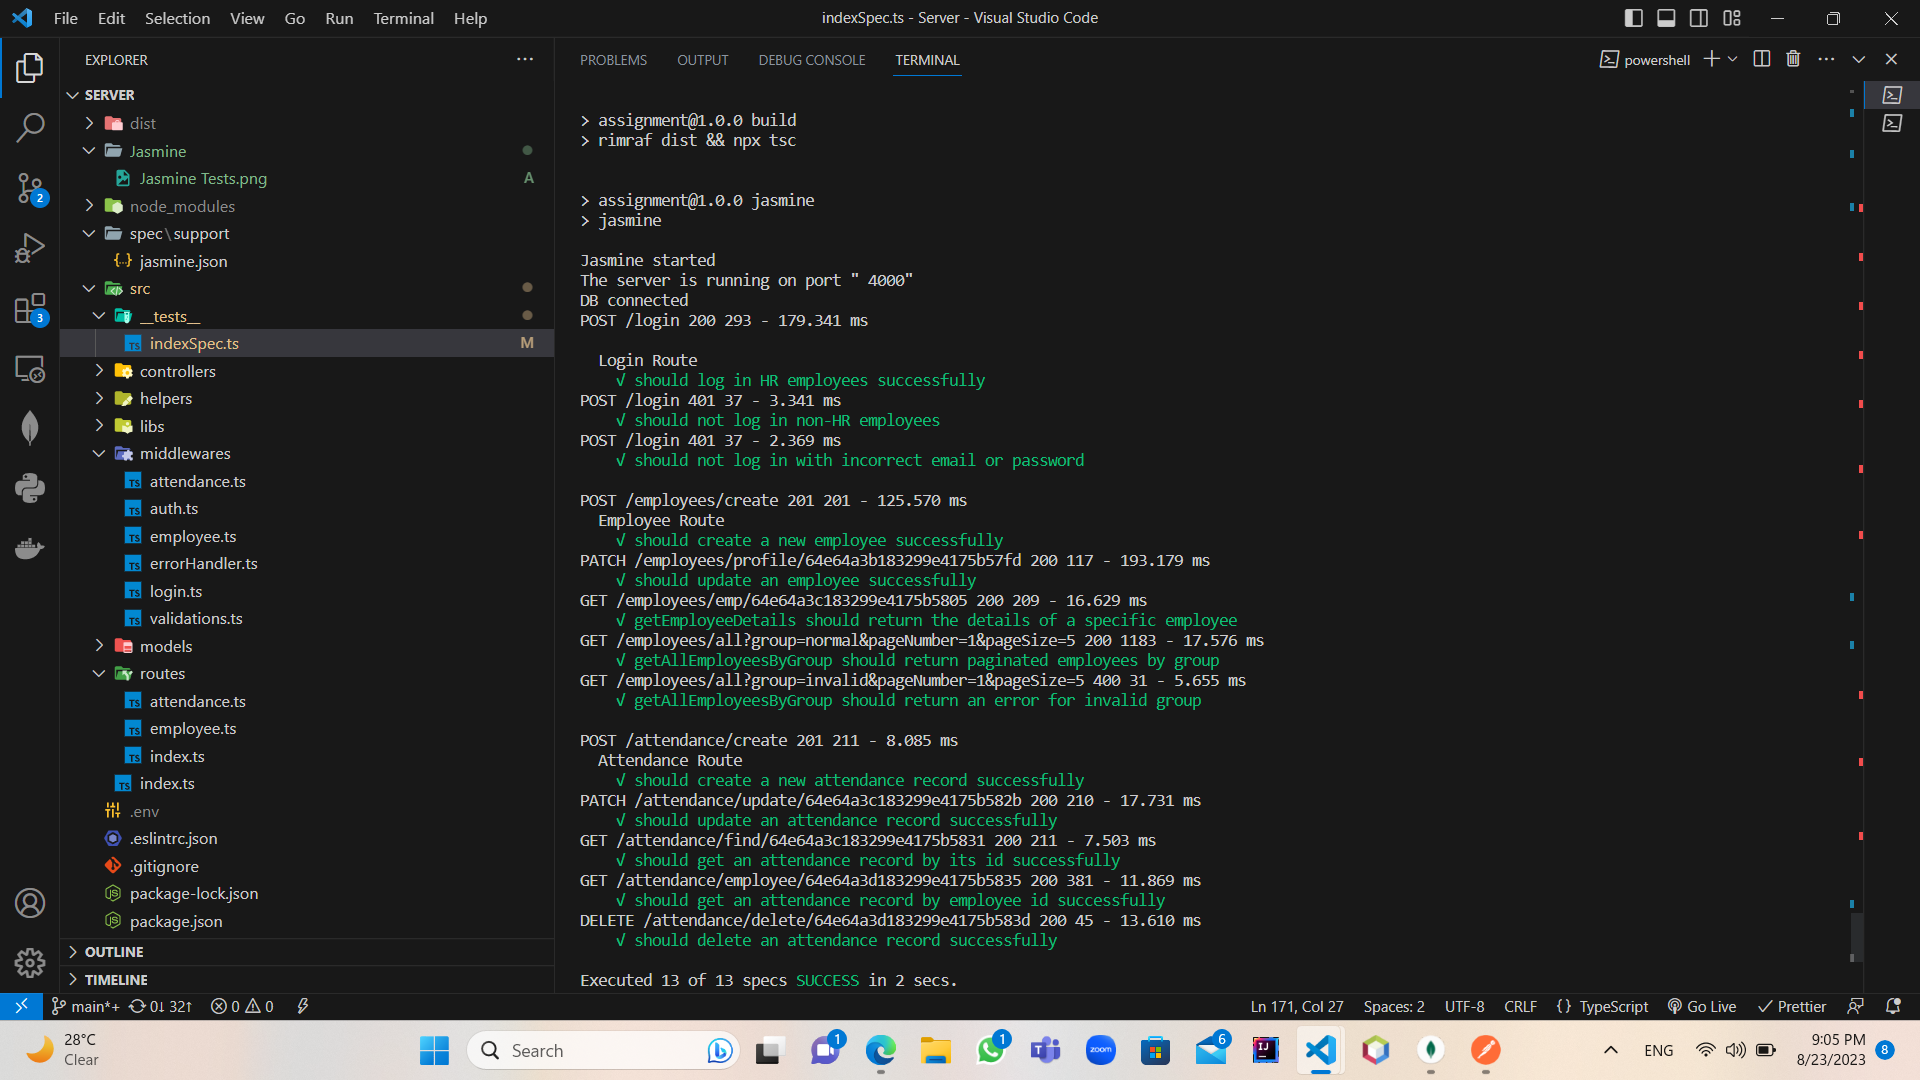 File Edit Selection View Go Run Terminal Help
indexSpec.ts - Server - Visual Studio Code
EXPLORER
SERVER
dist
Jasmine
Jasmine Tests.png A
node_modules
spec\support
jasmine.json
src
__tests__
indexSpec.ts M
controllers
helpers
libs
middlewares
attendance.ts
auth.ts
employee.ts
errorHandler.ts
login.ts
validations.ts
models
routes
attendance.ts
employee.ts
index.ts
index.ts
.env
.eslintrc.json
.gitignore
package-lock.json
package.json
OUTLINE
TIMELINE
2
3
PROBLEMS OUTPUT DEBUG CONSOLE TERMINAL
powershell
> assignment@1.0.0 build
> rimraf dist && npx tsc
> assignment@1.0.0 jasmine
> jasmine
Jasmine started
The server is running on port " 4000"
DB connected
POST /login 200 293 - 179.341 ms
Login Route
√ should log in HR employees successfully
POST /login 401 37 - 3.341 ms
√ should not log in non-HR employees
POST /login 401 37 - 2.369 ms
√ should not log in with incorrect email or password
POST /employees/create 201 201 - 125.570 ms
Employee Route
√ should create a new employee successfully
PATCH /employees/profile/64e64a3b183299e4175b57fd 200 117 - 193.179 ms
√ should update an employee successfully
GET /employees/emp/64e64a3c183299e4175b5805 200 209 - 16.629 ms
√ getEmployeeDetails should return the details of a specific employee
GET /employees/all?group=normal&pageNumber=1&pageSize=5 200 1183 - 17.576 ms
√ getAllEmployeesByGroup should return paginated employees by group
GET /employees/all?group=invalid&pageNumber=1&pageSize=5 400 31 - 5.655 ms
√ getAllEmployeesByGroup should return an error for invalid group
POST /attendance/create 201 211 - 8.085 ms
Attendance Route
√ should create a new attendance record successfully
PATCH /attendance/update/64e64a3c183299e4175b582b 200 210 - 17.731 ms
√ should update an attendance record successfully
GET /attendance/find/64e64a3c183299e4175b5831 200 211 - 7.503 ms
√ should get an attendance record by its id successfully
GET /attendance/employee/64e64a3d183299e4175b5835 200 381 - 11.869 ms
√ should get an attendance record by employee id successfully
DELETE /attendance/delete/64e64a3d183299e4175b583d 200 45 - 13.610 ms
√ should delete an attendance record successfully
Executed 13 of 13 specs SUCCESS in 2 secs.
main*+ 0↓ 32↑ 0 0
Ln 171, Col 27 Spaces: 2 UTF-8 CRLF {} TypeScript Go Live Prettier
28°C
Clear
Search
1
1
zoom
6
IJ
ENG
9:05 PM
8/23/2023
8